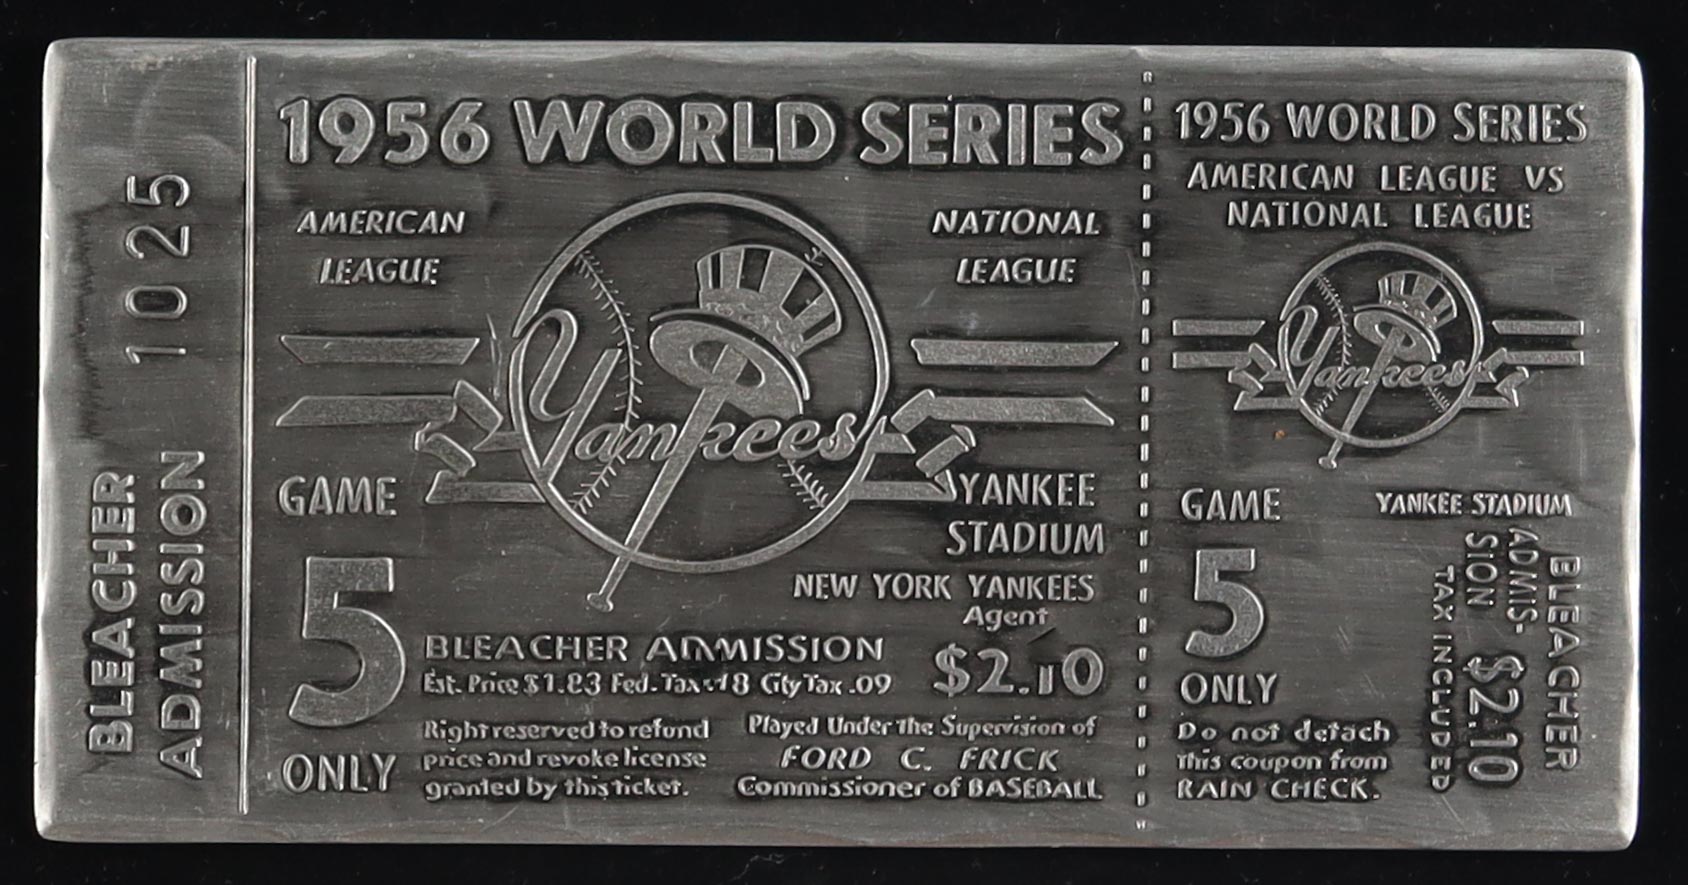 BLEACHER
ADMISSION
1025
1956 WORLD SERIES
AMERICAN
LEAGUE
NATIONAL
LEAGUE
Yankees
GAME
5
ONLY
YANKEE
STADIUM
NEW YORK YANKEES
Agent
BLEACHER ADMISSION
Est. Price $1.83 Fed. Tax .18 Cty Tax .09
$2.10
Right reserved to refund
price and revoke license
granted by this ticket.
Played Under the Supervision of
FORD C. FRICK
Commissioner of BASEBALL
1956 WORLD SERIES
AMERICAN LEAGUE VS
NATIONAL LEAGUE
Yankees
GAME
5
ONLY
YANKEE STADIUM
BLEACHER
ADMIS-
SION $2.10
TAX INCLUDED
Do not detach
this coupon from
RAIN CHECK.